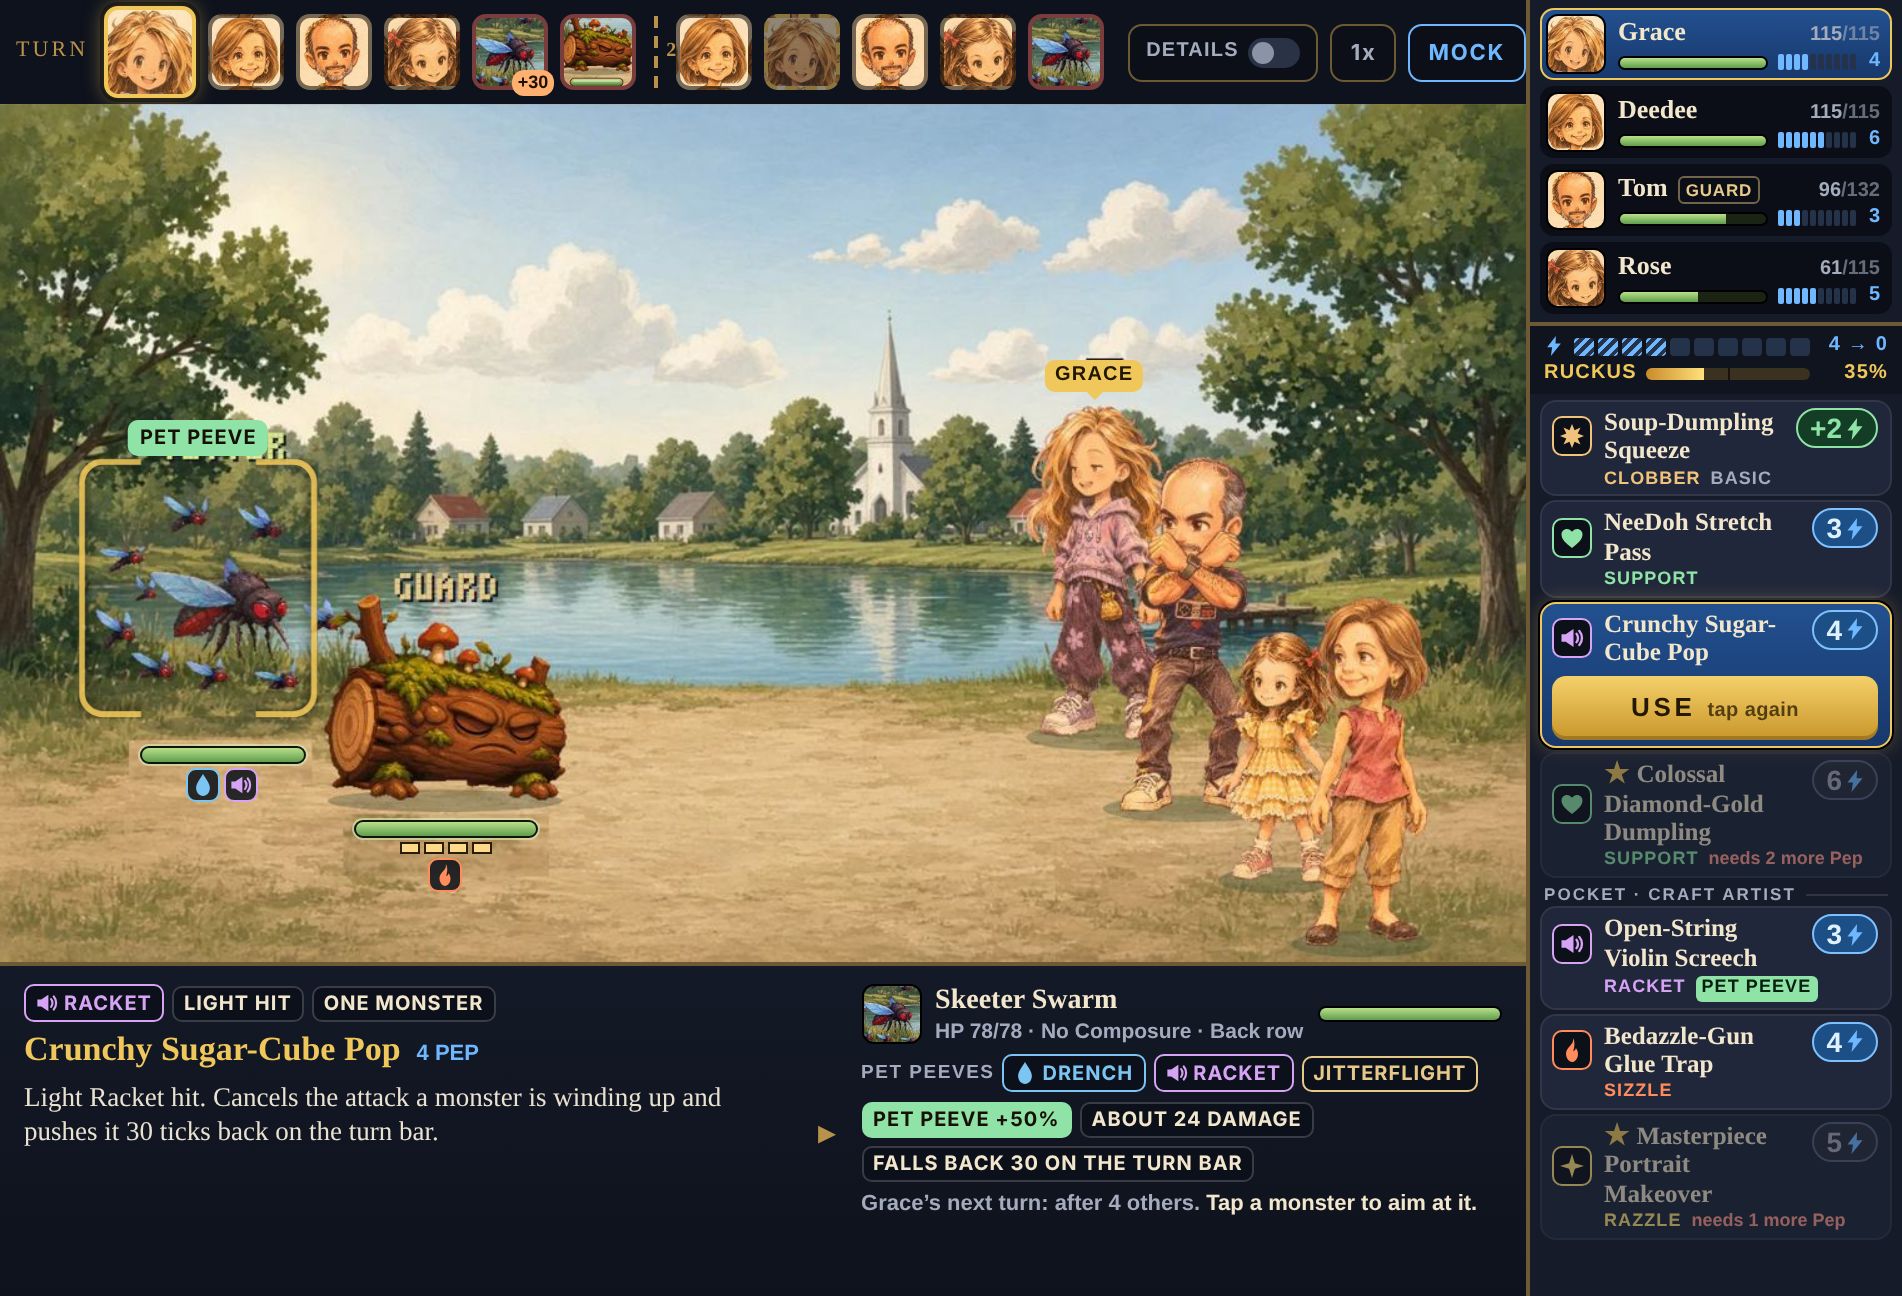 TURN
+30
2
DETAILS
1x
MOCK
Grace
115/115
4
Deedee
115/115
6
Tom GUARD
96/132
3
Rose
61/115
5
4 → 0
RUCKUS 35%
GRACE
PET PEEVE
GUARD
Soup-Dumpling
Squeeze
+2
CLOBBER BASIC
NeeDoh Stretch
Pass
3
SUPPORT
Crunchy Sugar-
Cube Pop
4
USE tap again
★ Colossal
Diamond-Gold
Dumpling
6
SUPPORT needs 2 more Pep
POCKET · CRAFT ARTIST
Open-String
Violin Screech
3
RACKET PET PEEVE
Bedazzle-Gun
Glue Trap
4
SIZZLE
★ Masterpiece
Portrait
Makeover
5
RAZZLE needs 1 more Pep
RACKET LIGHT HIT ONE MONSTER
Crunchy Sugar-Cube Pop 4 PEP
Light Racket hit. Cancels the attack a monster is winding up and
pushes it 30 ticks back on the turn bar.
Skeeter Swarm
HP 78/78 · No Composure · Back row
PET PEEVES DRENCH RACKET JITTERFLIGHT
PET PEEVE +50% ABOUT 24 DAMAGE
FALLS BACK 30 ON THE TURN BAR
Grace's next turn: after 4 others. Tap a monster to aim at it.